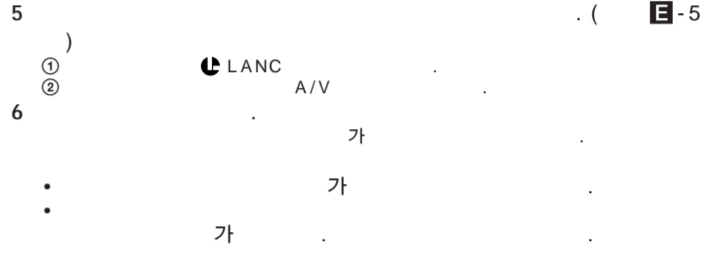 5 . ( E-5
)
① LANC .
② A/V .
6 .
가 .
• 가 .
•
가 . .